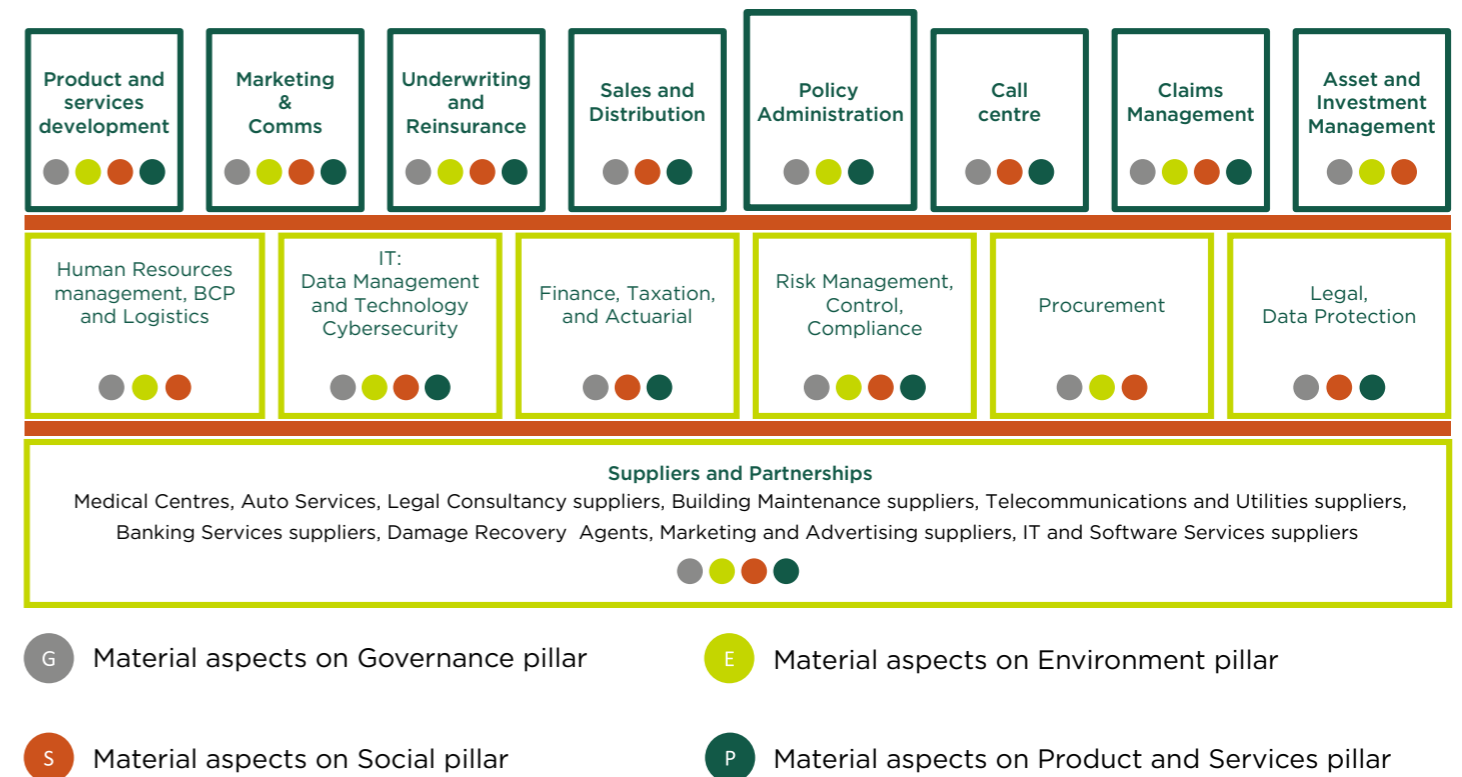 Product and
services
development
Marketing
&
Comms
Underwriting
and
Reinsurance
Sales and
Distribution
Policy
Administration
Call
centre
Claims
Management
Asset and
Investment
Management
Human Resources
management, BCP
and Logistics
IT:
Data Management
and Technology
Cybersecurity
Finance, Taxation,
and Actuarial
Risk Management,
Control,
Compliance
Procurement
Legal,
Data Protection
Suppliers and Partnerships
Medical Centres, Auto Services, Legal Consultancy suppliers, Building Maintenance suppliers, Telecommunications and Utilities suppliers,
Banking Services suppliers, Damage Recovery Agents, Marketing and Advertising suppliers, IT and Software Services suppliers
G Material aspects on Governance pillar
E Material aspects on Environment pillar
S Material aspects on Social pillar
P Material aspects on Product and Services pillar